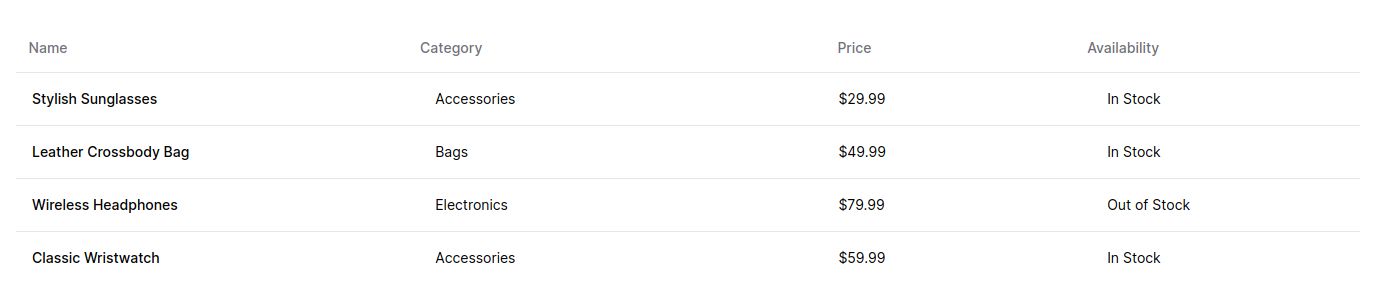 Name Category Price Availability
Stylish Sunglasses Accessories $29.99 In Stock
Leather Crossbody Bag Bags $49.99 In Stock
Wireless Headphones Electronics $79.99 Out of Stock
Classic Wristwatch Accessories $59.99 In Stock